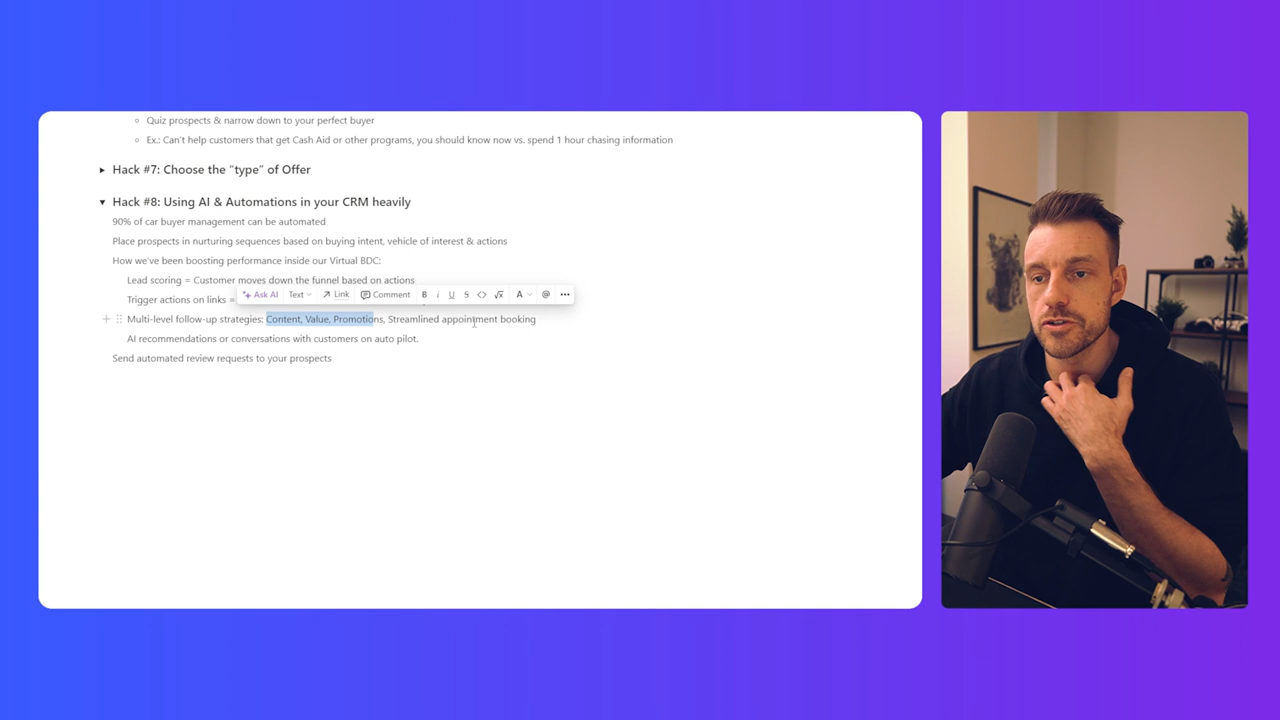 Quiz prospects & narrow down to your perfect buyer
Ex.: Can't help customers that get Cash Aid or other programs, you should know now vs. spend 1 hour chasing information
Hack #7: Choose the "type" of Offer
Hack #8: Using AI & Automations in your CRM heavily
90% of car buyer management can be automated
Place prospects in nurturing sequences based on buying intent, vehicle of interest & actions
How we've been boosting performance inside our Virtual BDC:
Lead scoring = Customer moves down the funnel based on actions
Trigger actions on links =
Ask AI Text Link Comment B i U S <> √x A @ •••
Multi-level follow-up strategies: Content, Value, Promotions, Streamlined appointment booking
AI recommendations or conversations with customers on auto pilot.
Send automated review requests to your prospects